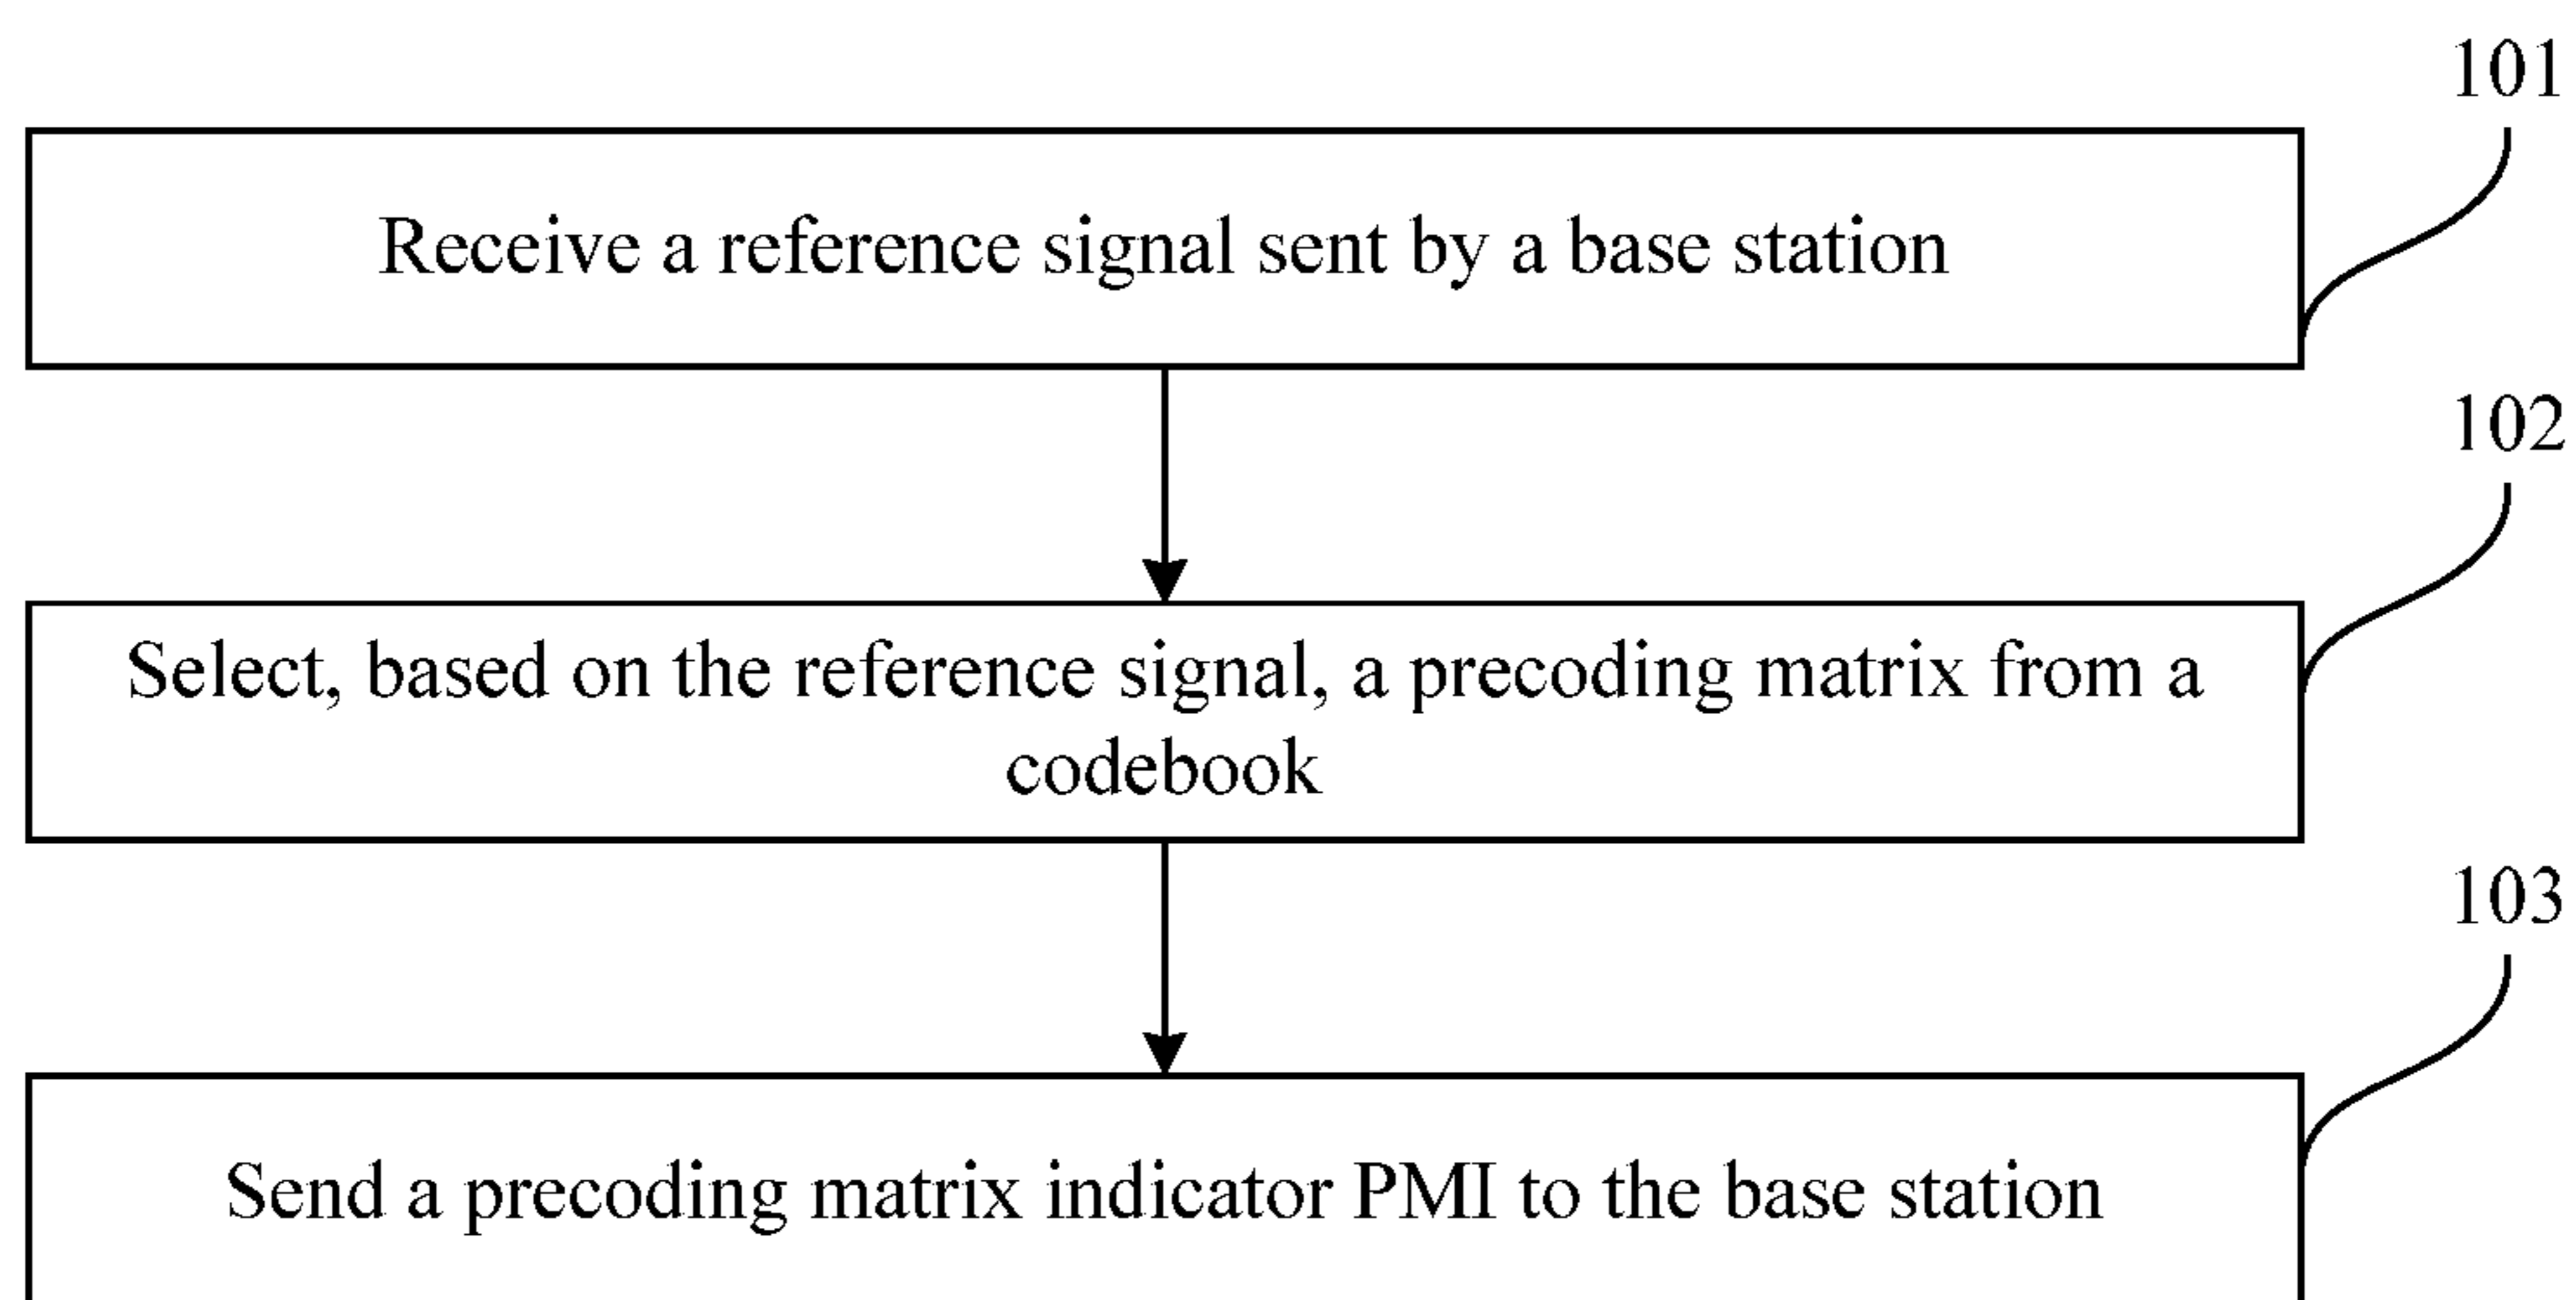 101
Receive a reference signal sent by a base station
102
Select, based on the reference signal, a precoding matrix from a
codebook
103
Send a precoding matrix indicator PMI to the base station